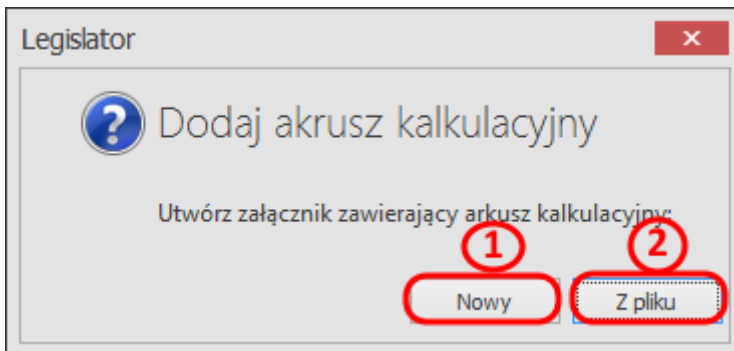 Legislator
?
Dodaj akrusz kalkulacyjny
Utwórz załącznik zawierający arkusz kalkulacyjny:
1 2
Nowy Z pliku